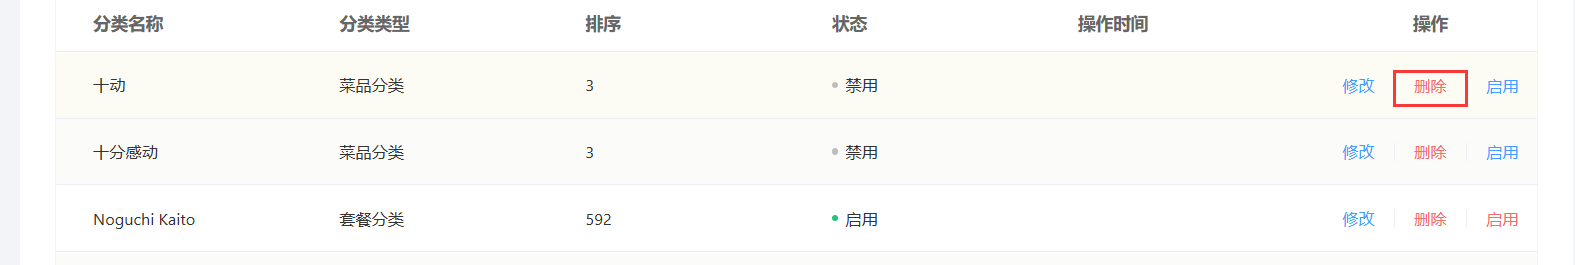 分类名称 分类类型 排序 状态 操作时间 操作
十动 菜品分类 3 禁用 修改 删除 启用
十分感动 菜品分类 3 禁用 修改 删除 启用
Noguchi Kaito 套餐分类 592 启用 修改 删除 启用